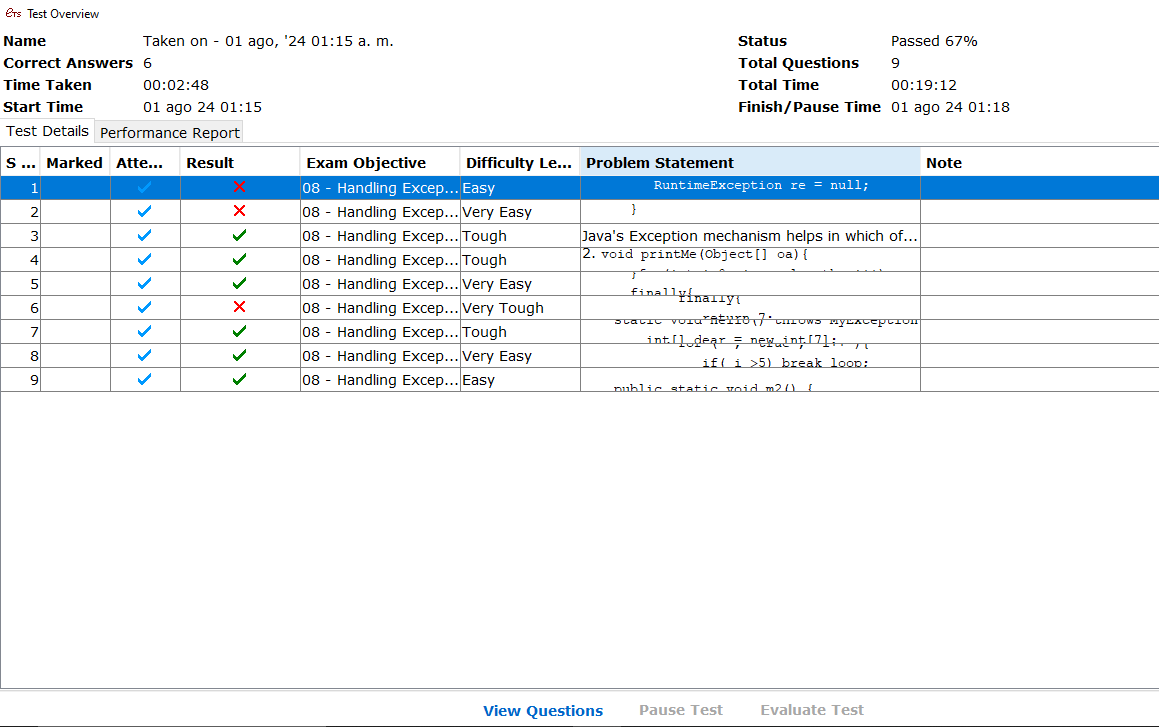 ets Test Overview
Name Taken on - 01 ago, '24 01:15 a. m. Status Passed 67%
Correct Answers 6 Total Questions 9
Time Taken 00:02:48 Total Time 00:19:12
Start Time 01 ago 24 01:15 Finish/Pause Time 01 ago 24 01:18
Test Details Performance Report
S ... Marked Atte... Result Exam Objective Difficulty Le... Problem Statement Note
1 08 - Handling Excep... Easy RuntimeException re = null;
2 08 - Handling Excep... Very Easy }
3 08 - Handling Excep... Tough Java's Exception mechanism helps in which of...
4 08 - Handling Excep... Tough 2. void printMe(Object[] oa){
5 08 - Handling Excep... Very Easy } finally{
6 08 - Handling Excep... Very Tough finally{ return 7;
7 08 - Handling Excep... Tough static void hello() throws MyException int[] dear = new int[7];
8 08 - Handling Excep... Very Easy if( i >5) break loop;
9 08 - Handling Excep... Easy public static void m2() {
View Questions Pause Test Evaluate Test